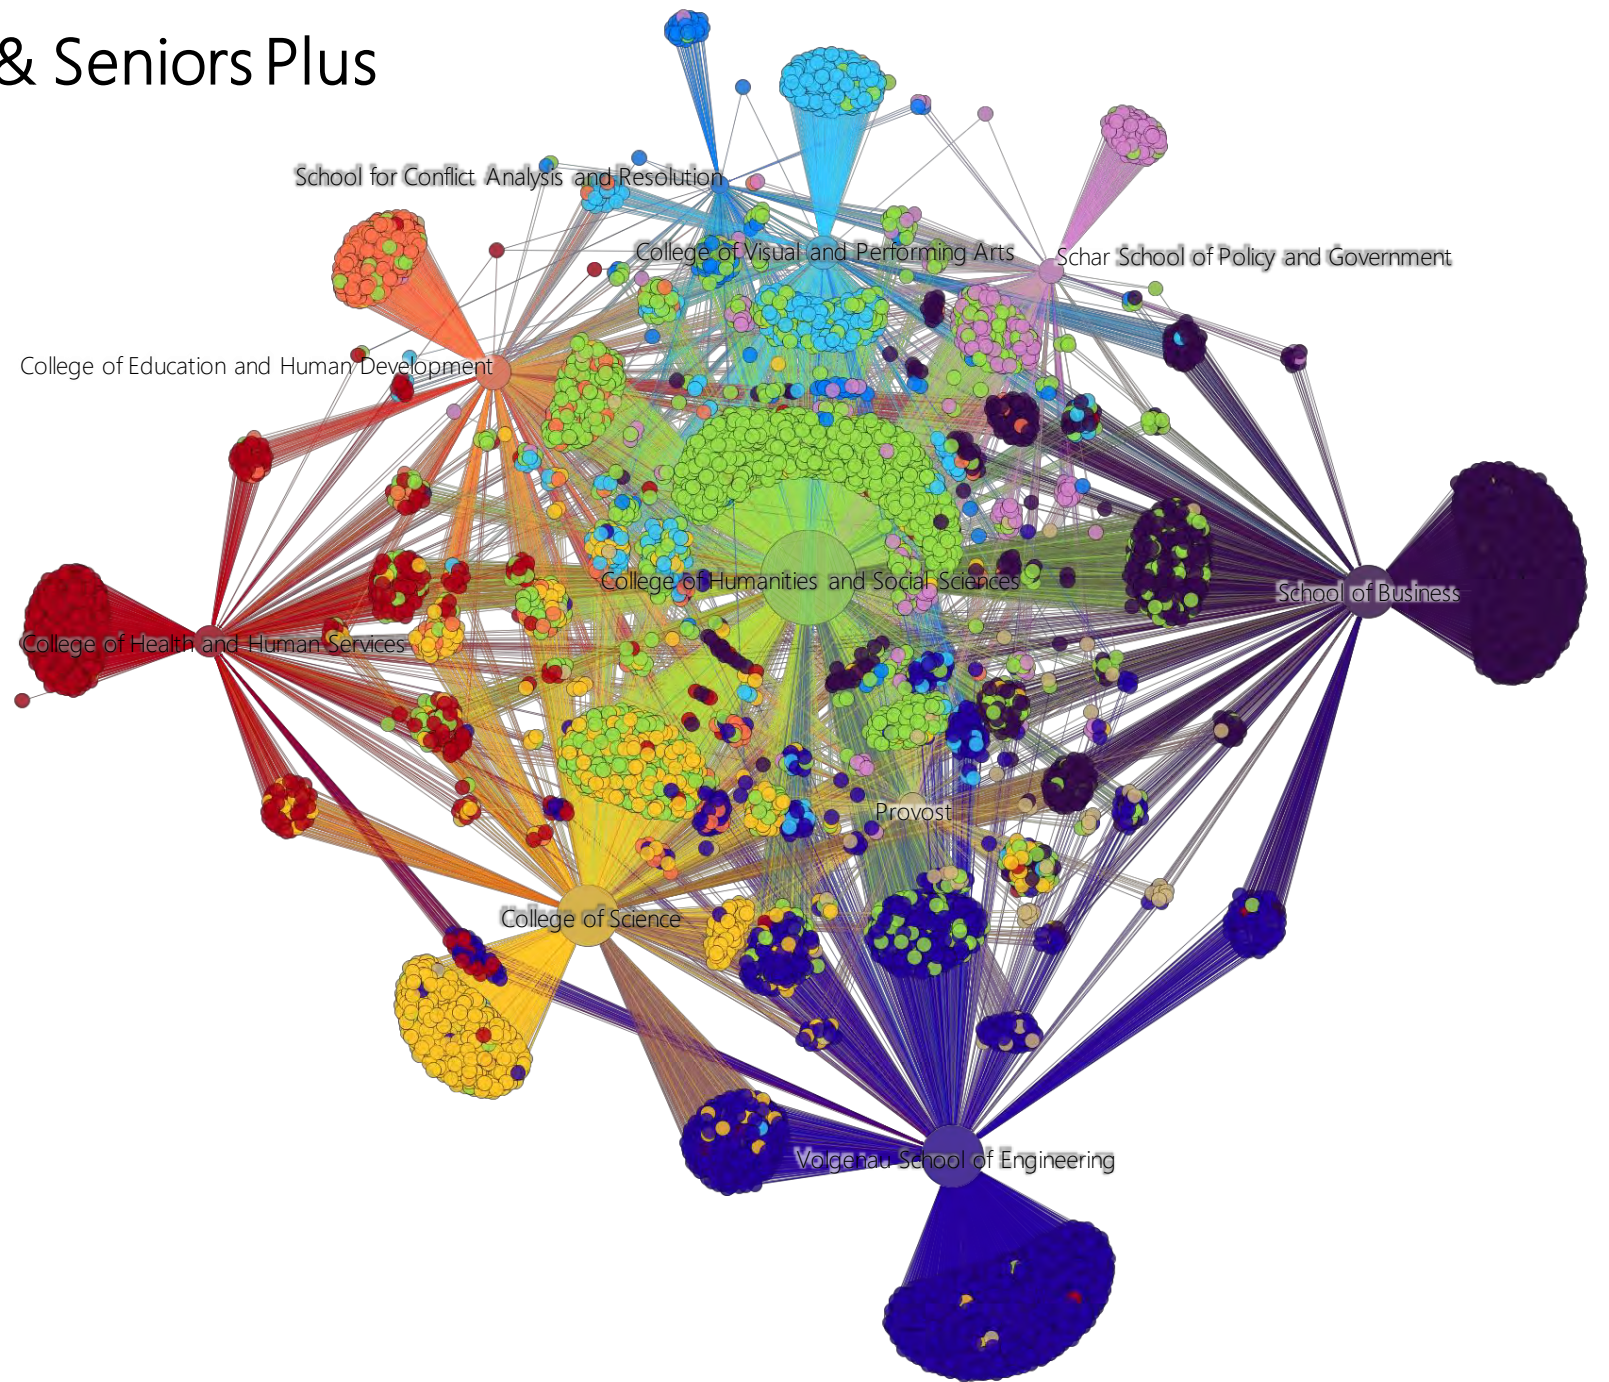 & Seniors Plus
School for Conflict Analysis and Resolution
College of Visual and Performing Arts
Schar School of Policy and Government
College of Education and Human Development
College of Humanities and Social Sciences
School of Business
College of Health and Human Services
Provost
College of Science
Volgenau School of Engineering